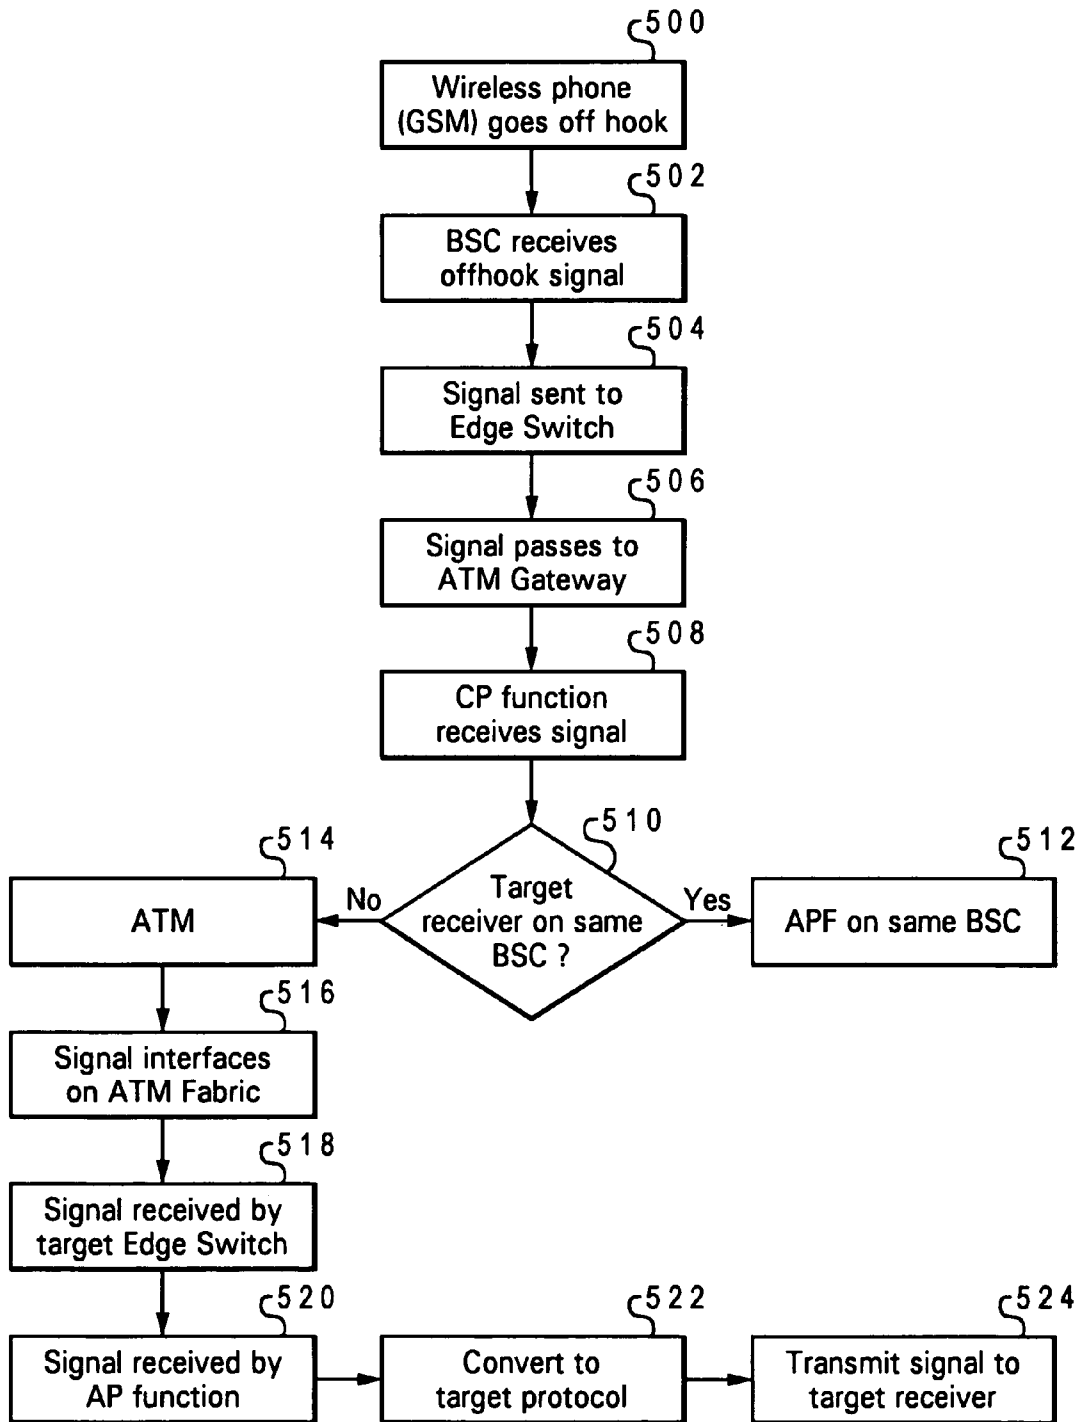 500
Wireless phone
(GSM) goes off hook
502
BSC receives
offhook signal
504
Signal sent to
Edge Switch
506
Signal passes to
ATM Gateway
508
CP function
receives signal
510
Target
receiver on same
BSC ?
No
Yes
514
ATM
512
APF on same BSC
516
Signal interfaces
on ATM Fabric
518
Signal received by
target Edge Switch
520
Signal received by
AP function
522
Convert to
target protocol
524
Transmit signal to
target receiver